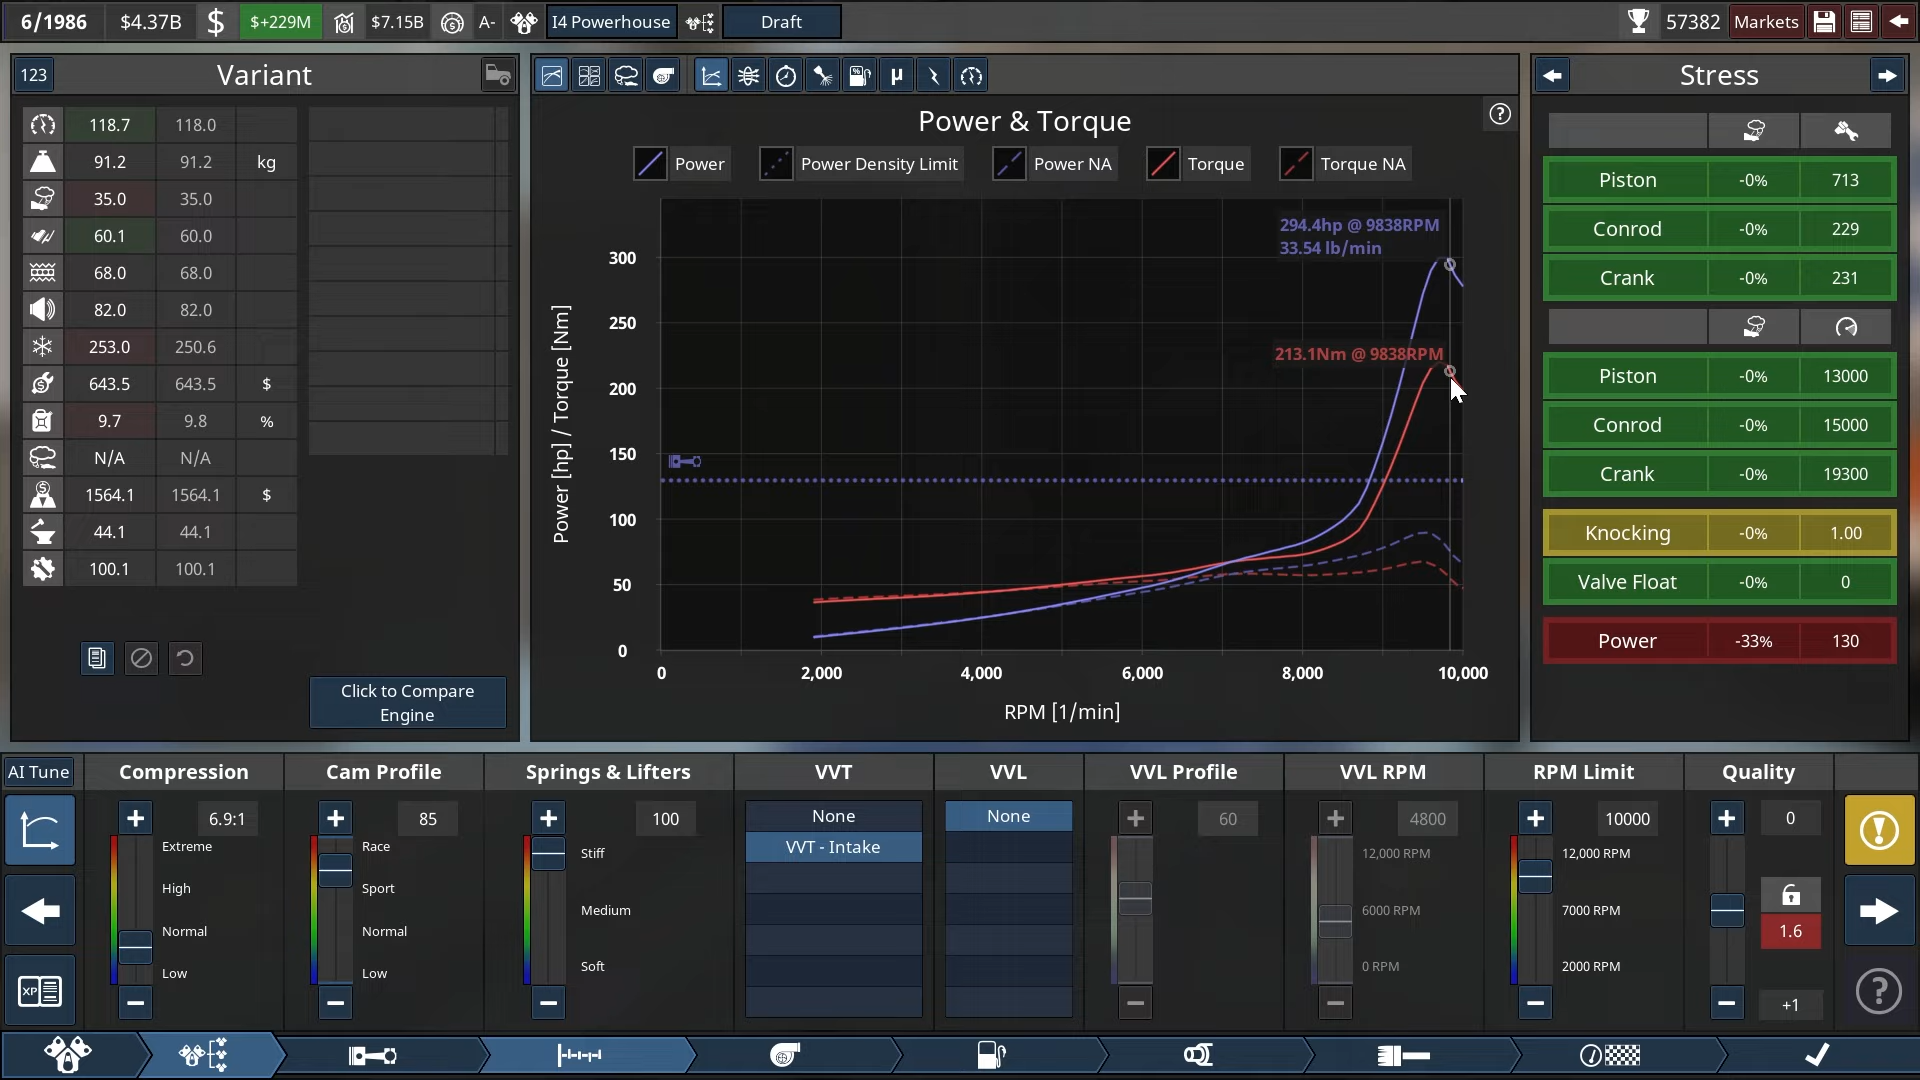 6/1986 $4.37B $ $+229M $7.15B A- I4 Powerhouse Draft 57382 Markets
123 Variant
118.7 118.0
91.2 91.2 kg
35.0 35.0
60.1 60.0
68.0 68.0
82.0 82.0
253.0 250.6
643.5 643.5 $
9.7 9.8 %
N/A N/A
1564.1 1564.1 $
44.1 44.1
100.1 100.1
Click to Compare
Engine
µ
Power & Torque
?
Power Power Density Limit Power NA Torque Torque NA
294.4hp @ 9838RPM
33.54 lb/min
213.1Nm @ 9838RPM
Power [hp] / Torque [Nm]
300
250
200
150
100
50
0
0 2,000 4,000 6,000 8,000 10,000
RPM [1/min]
Stress
Piston -0% 713
Conrod -0% 229
Crank -0% 231
Piston -0% 13000
Conrod -0% 15000
Crank -0% 19300
Knocking -0% 1.00
Valve Float -0% 0
Power -33% 130
AI Tune
XP
Compression
+ 6.9:1
Extreme
High
Normal
Low
−
Cam Profile
+ 85
Race
Sport
Normal
Low
−
Springs & Lifters
+ 100
Stiff
Medium
Soft
−
VVT
None
VVT - Intake
VVL
None
VVL Profile
+ 60
−
VVL RPM
+ 4800
12,000 RPM
6000 RPM
0 RPM
−
RPM Limit
+ 10000
12,000 RPM
7000 RPM
2000 RPM
−
Quality
+ 0
1.6
− +1
!
?